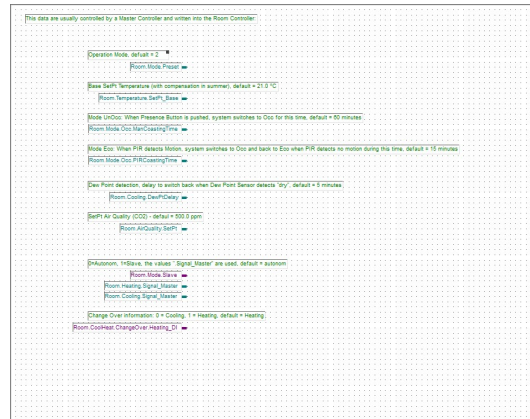 This data are usually controlled by a Master Controller and written into the Room Controller
Operation Mode, defualt = 2
Room.Mode.Preset
Base SetPt Temperature (with compensation in summer), default = 21.0 °C
Room.Temperature.SetPt_Base
Mode UnOcc: When Presence Button is pushed, system switches to Occ for this time, default = 60 minutes
Room.Mode.Occ.ManCoastingTime
Mode Eco: When PIR detects Motion, system switches to Occ and back to Eco when PIR detects no motion during this time, default = 15 minutes
Room.Mode.Occ.PIRCoastingTime
Dew Point detection, delay to switch back when Dew Point Sensor detects "dry", default = 5 minutes
Room.Cooling.DewPtDelay
SetPt Air Quality (CO2) - defaul = 500.0 ppm
Room.AirQuality.SetPt
0=Autonom, 1=Slave, the values ".Signal_Master" are used, default = autonom
Room.Mode.Slave
Room.Heating.Signal_Master
Room.Cooling.Signal_Master
Change Over information: 0 = Cooling, 1 = Heating, default = Heating
Room.CoolHeat.ChangeOver.Heating_DI